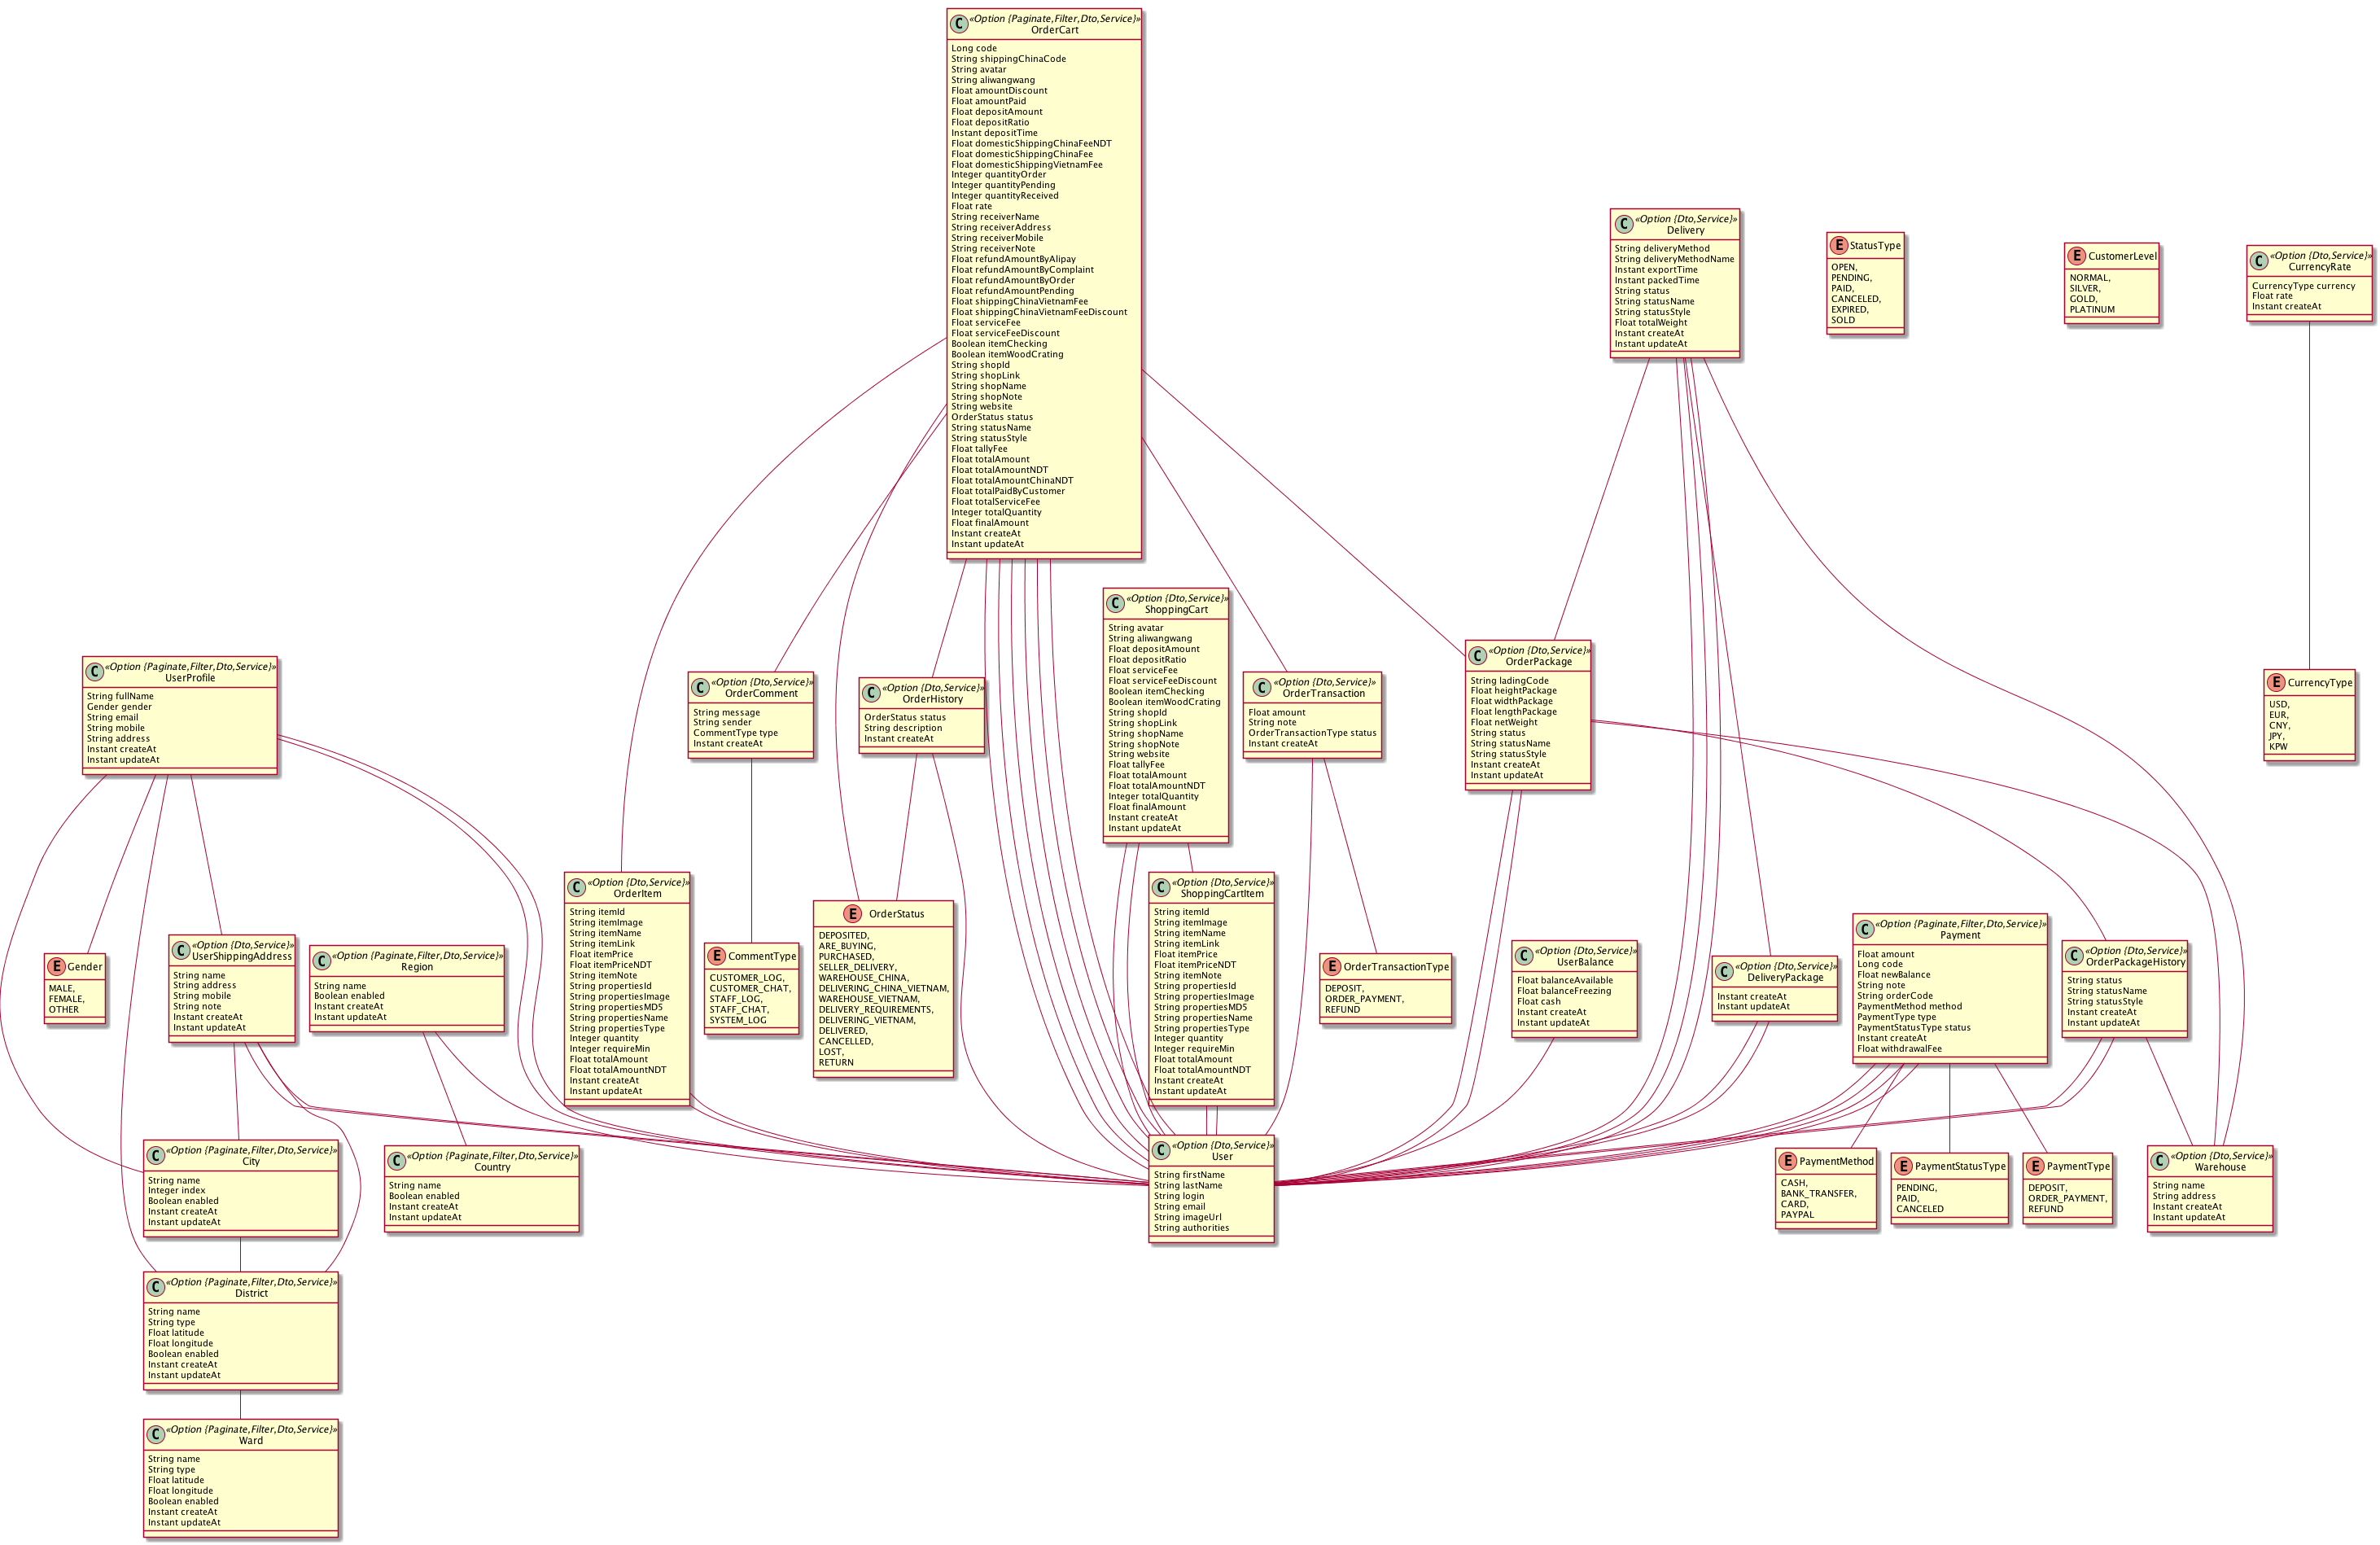 C «Option {Paginate,Filter,Dto,Service}»
OrderCart
Long code
String shippingChinaCode
String avatar
String aliwangwang
Float amountDiscount
Float amountPaid
Float depositAmount
Float depositRatio
Instant depositTime
Float domesticShippingChinaFeeNDT
Float domesticShippingChinaFee
Float domesticShippingVietnamFee
Integer quantityOrder
Integer quantityPending
Integer quantityReceived
Float rate
String receiverName
String receiverAddress
String receiverMobile
String receiverNote
Float refundAmountByAlipay
Float refundAmountByComplaint
Float refundAmountByOrder
Float refundAmountPending
Float shippingChinaVietnamFee
Float shippingChinaVietnamFeeDiscount
Float serviceFee
Float serviceFeeDiscount
Boolean itemChecking
Boolean itemWoodCrating
String shopId
String shopLink
String shopName
String shopNote
String website
OrderStatus status
String statusName
String statusStyle
Float tallyFee
Float totalAmount
Float totalAmountNDT
Float totalAmountChinaNDT
Float totalPaidByCustomer
Float totalServiceFee
Integer totalQuantity
Float finalAmount
Instant createAt
Instant updateAt
C «Option {Dto,Service}»
Delivery
String deliveryMethod
String deliveryMethodName
Instant exportTime
Instant packedTime
String status
String statusName
String statusStyle
Float totalWeight
Instant createAt
Instant updateAt
E StatusType
OPEN,
PENDING,
PAID,
CANCELED,
EXPIRED,
SOLD
E CustomerLevel
NORMAL,
SILVER,
GOLD,
PLATINUM
C «Option {Dto,Service}»
CurrencyRate
CurrencyType currency
Float rate
Instant createAt
C «Option {Paginate,Filter,Dto,Service}»
UserProfile
String fullName
Gender gender
String email
String mobile
String address
Instant createAt
Instant updateAt
C «Option {Dto,Service}»
OrderComment
String message
String sender
CommentType type
Instant createAt
C «Option {Dto,Service}»
OrderHistory
OrderStatus status
String description
Instant createAt
C «Option {Dto,Service}»
ShoppingCart
String avatar
String aliwangwang
Float depositAmount
Float depositRatio
Float serviceFee
Float serviceFeeDiscount
Boolean itemChecking
Boolean itemWoodCrating
String shopId
String shopLink
String shopName
String shopNote
String website
Float tallyFee
Float totalAmount
Float totalAmountNDT
Integer totalQuantity
Float finalAmount
Instant createAt
Instant updateAt
C «Option {Dto,Service}»
OrderTransaction
Float amount
String note
OrderTransactionType status
Instant createAt
C «Option {Dto,Service}»
OrderPackage
String ladingCode
Float heightPackage
Float widthPackage
Float lengthPackage
Float netWeight
String status
String statusName
String statusStyle
Instant createAt
Instant updateAt
E CurrencyType
USD,
EUR,
CNY,
JPY,
KPW
E Gender
MALE,
FEMALE,
OTHER
C «Option {Dto,Service}»
UserShippingAddress
String name
String address
String mobile
String note
Instant createAt
Instant updateAt
C «Option {Paginate,Filter,Dto,Service}»
Region
String name
Boolean enabled
Instant createAt
Instant updateAt
C «Option {Dto,Service}»
OrderItem
String itemId
String itemImage
String itemName
String itemLink
Float itemPrice
Float itemPriceNDT
String itemNote
String propertiesId
String propertiesImage
String propertiesMD5
String propertiesName
String propertiesType
Integer quantity
Integer requireMin
Float totalAmount
Float totalAmountNDT
Instant createAt
Instant updateAt
E CommentType
CUSTOMER_LOG,
CUSTOMER_CHAT,
STAFF_LOG,
STAFF_CHAT,
SYSTEM_LOG
E OrderStatus
DEPOSITED,
ARE_BUYING,
PURCHASED,
SELLER_DELIVERY,
WAREHOUSE_CHINA,
DELIVERING_CHINA_VIETNAM,
WAREHOUSE_VIETNAM,
DELIVERY_REQUIREMENTS,
DELIVERING_VIETNAM,
DELIVERED,
CANCELLED,
LOST,
RETURN
C «Option {Dto,Service}»
ShoppingCartItem
String itemId
String itemImage
String itemName
String itemLink
Float itemPrice
Float itemPriceNDT
String itemNote
String propertiesId
String propertiesImage
String propertiesMD5
String propertiesName
String propertiesType
Integer quantity
Integer requireMin
Float totalAmount
Float totalAmountNDT
Instant createAt
Instant updateAt
E OrderTransactionType
DEPOSIT,
ORDER_PAYMENT,
REFUND
C «Option {Dto,Service}»
UserBalance
Float balanceAvailable
Float balanceFreezing
Float cash
Instant createAt
Instant updateAt
C «Option {Dto,Service}»
DeliveryPackage
Instant createAt
Instant updateAt
C «Option {Paginate,Filter,Dto,Service}»
Payment
Float amount
Long code
Float newBalance
String note
String orderCode
PaymentMethod method
PaymentType type
PaymentStatusType status
Instant createAt
Float withdrawalFee
C «Option {Dto,Service}»
OrderPackageHistory
String status
String statusName
String statusStyle
Instant createAt
Instant updateAt
C «Option {Paginate,Filter,Dto,Service}»
City
String name
Integer index
Boolean enabled
Instant createAt
Instant updateAt
C «Option {Paginate,Filter,Dto,Service}»
Country
String name
Boolean enabled
Instant createAt
Instant updateAt
C «Option {Dto,Service}»
User
String firstName
String lastName
String login
String email
String imageUrl
String authorities
E PaymentMethod
CASH,
BANK_TRANSFER,
CARD,
PAYPAL
E PaymentStatusType
PENDING,
PAID,
CANCELED
E PaymentType
DEPOSIT,
ORDER_PAYMENT,
REFUND
C «Option {Dto,Service}»
Warehouse
String name
String address
Instant createAt
Instant updateAt
C «Option {Paginate,Filter,Dto,Service}»
District
String name
String type
Float latitude
Float longitude
Boolean enabled
Instant createAt
Instant updateAt
C «Option {Paginate,Filter,Dto,Service}»
Ward
String name
String type
Float latitude
Float longitude
Boolean enabled
Instant createAt
Instant updateAt